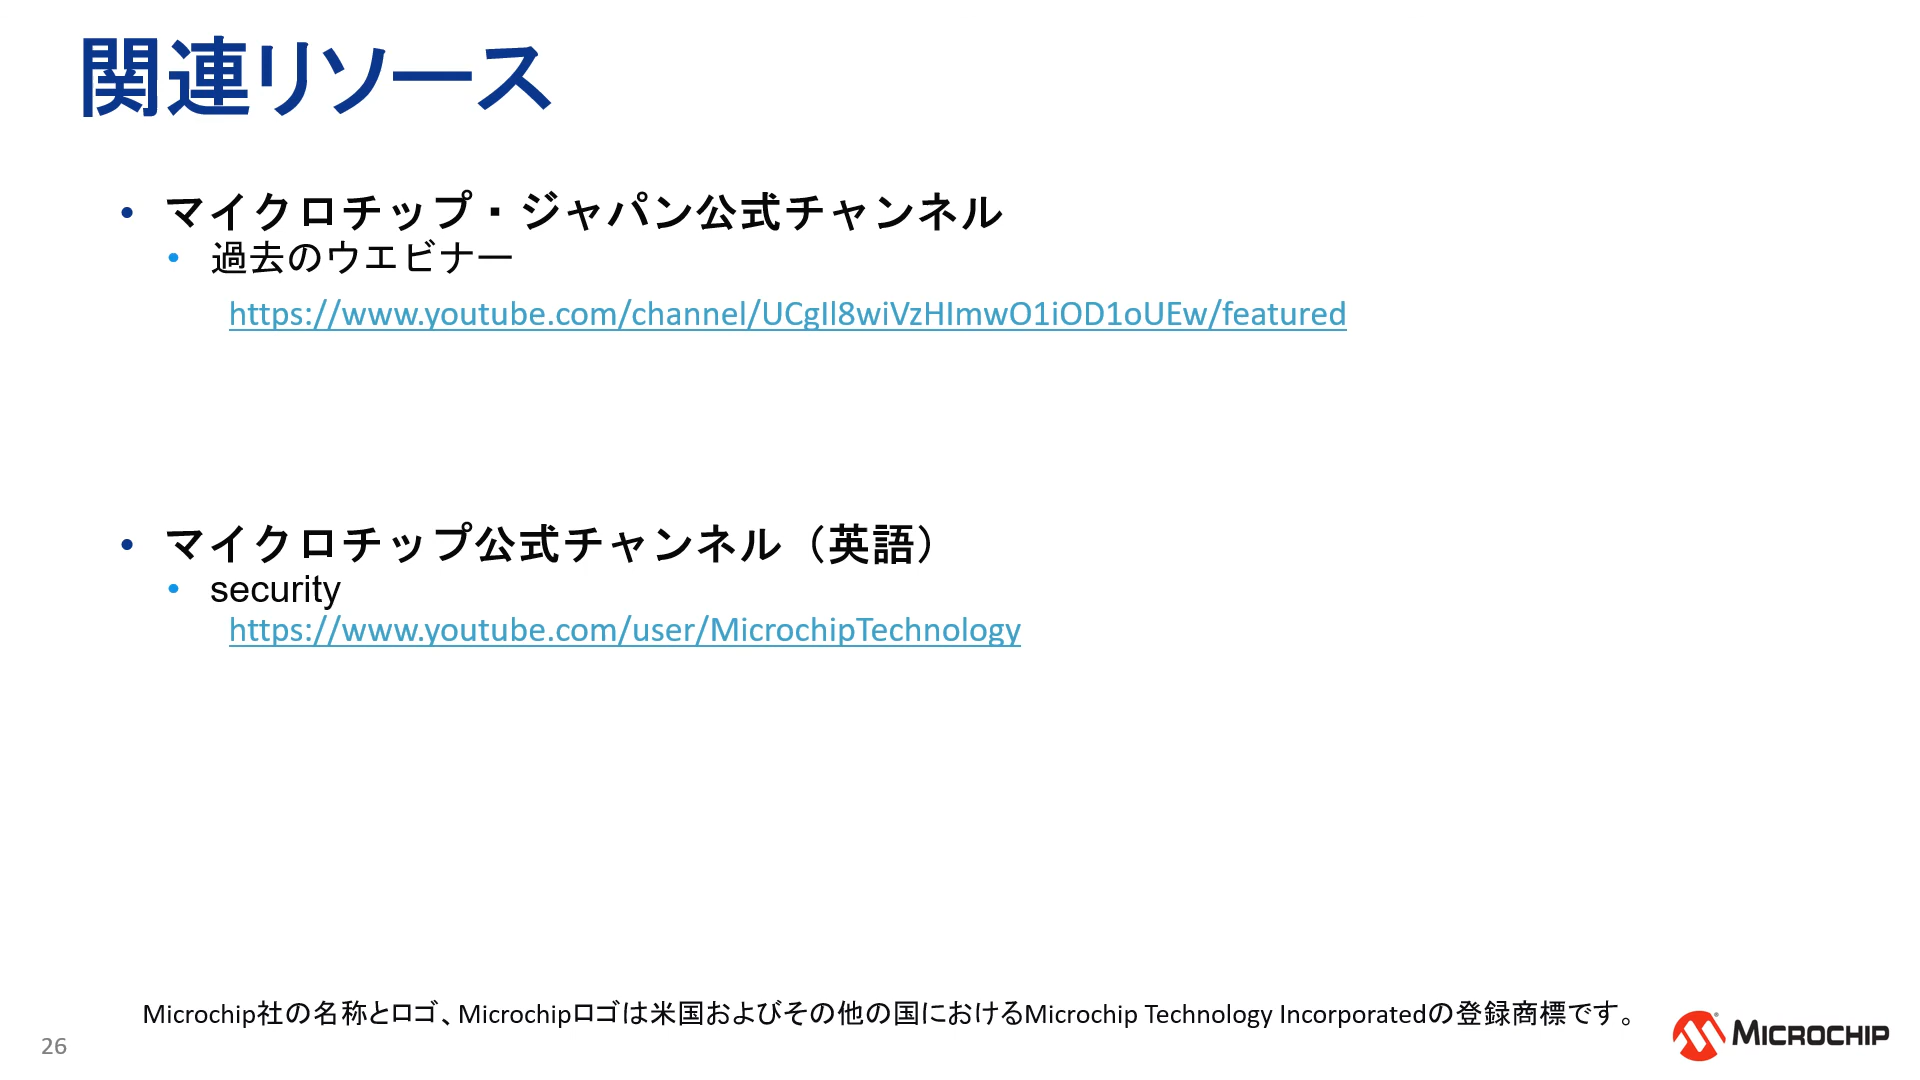 関連リソース
• マイクロチップ・ジャパン公式チャンネル
• 過去のウエビナー
https://www.youtube.com/channel/UCgIl8wiVzHImwO1iOD1oUEw/featured
• マイクロチップ公式チャンネル（英語）
• security
https://www.youtube.com/user/MicrochipTechnology
Microchip社の名称とロゴ、Microchipロゴは米国およびその他の国におけるMicrochip Technology Incorporatedの登録商標です。
26
MICROCHIP